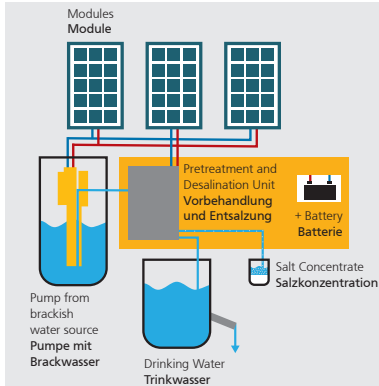 Modules
Module
Pretreatment and
Desalination Unit
Vorbehandlung
und Entsalzung
+ Battery
Batterie
Salt Concentrate
Salzkonzentration
Pump from
brackish
water source
Pumpe mit
Brackwasser
Drinking Water
Trinkwasser